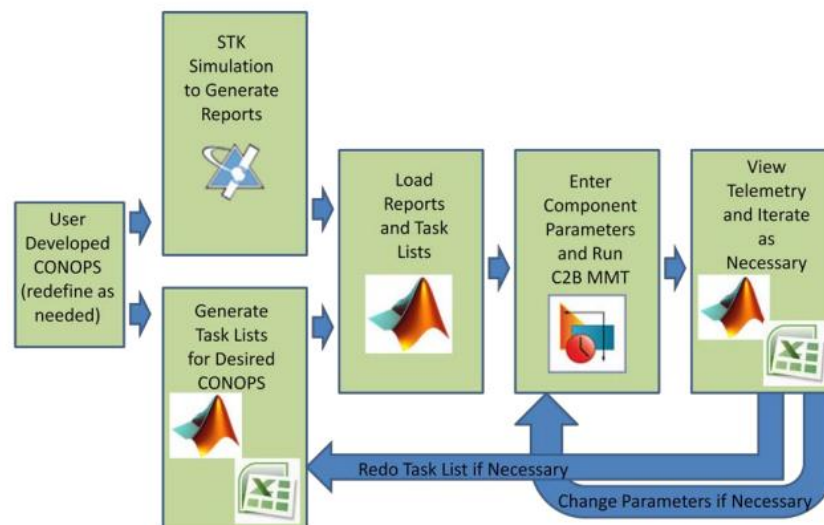 User
Developed
CONOPS
(redefine as
needed)
STK
Simulation
to Generate
Reports
Generate
Task Lists
for Desired
CONOPS
Load
Reports
and Task
Lists
Enter
Component
Parameters
and Run
C2B MMT
View
Telemetry
and Iterate
as
Necessary
Redo Task List if Necessary
Change Parameters if Necessary